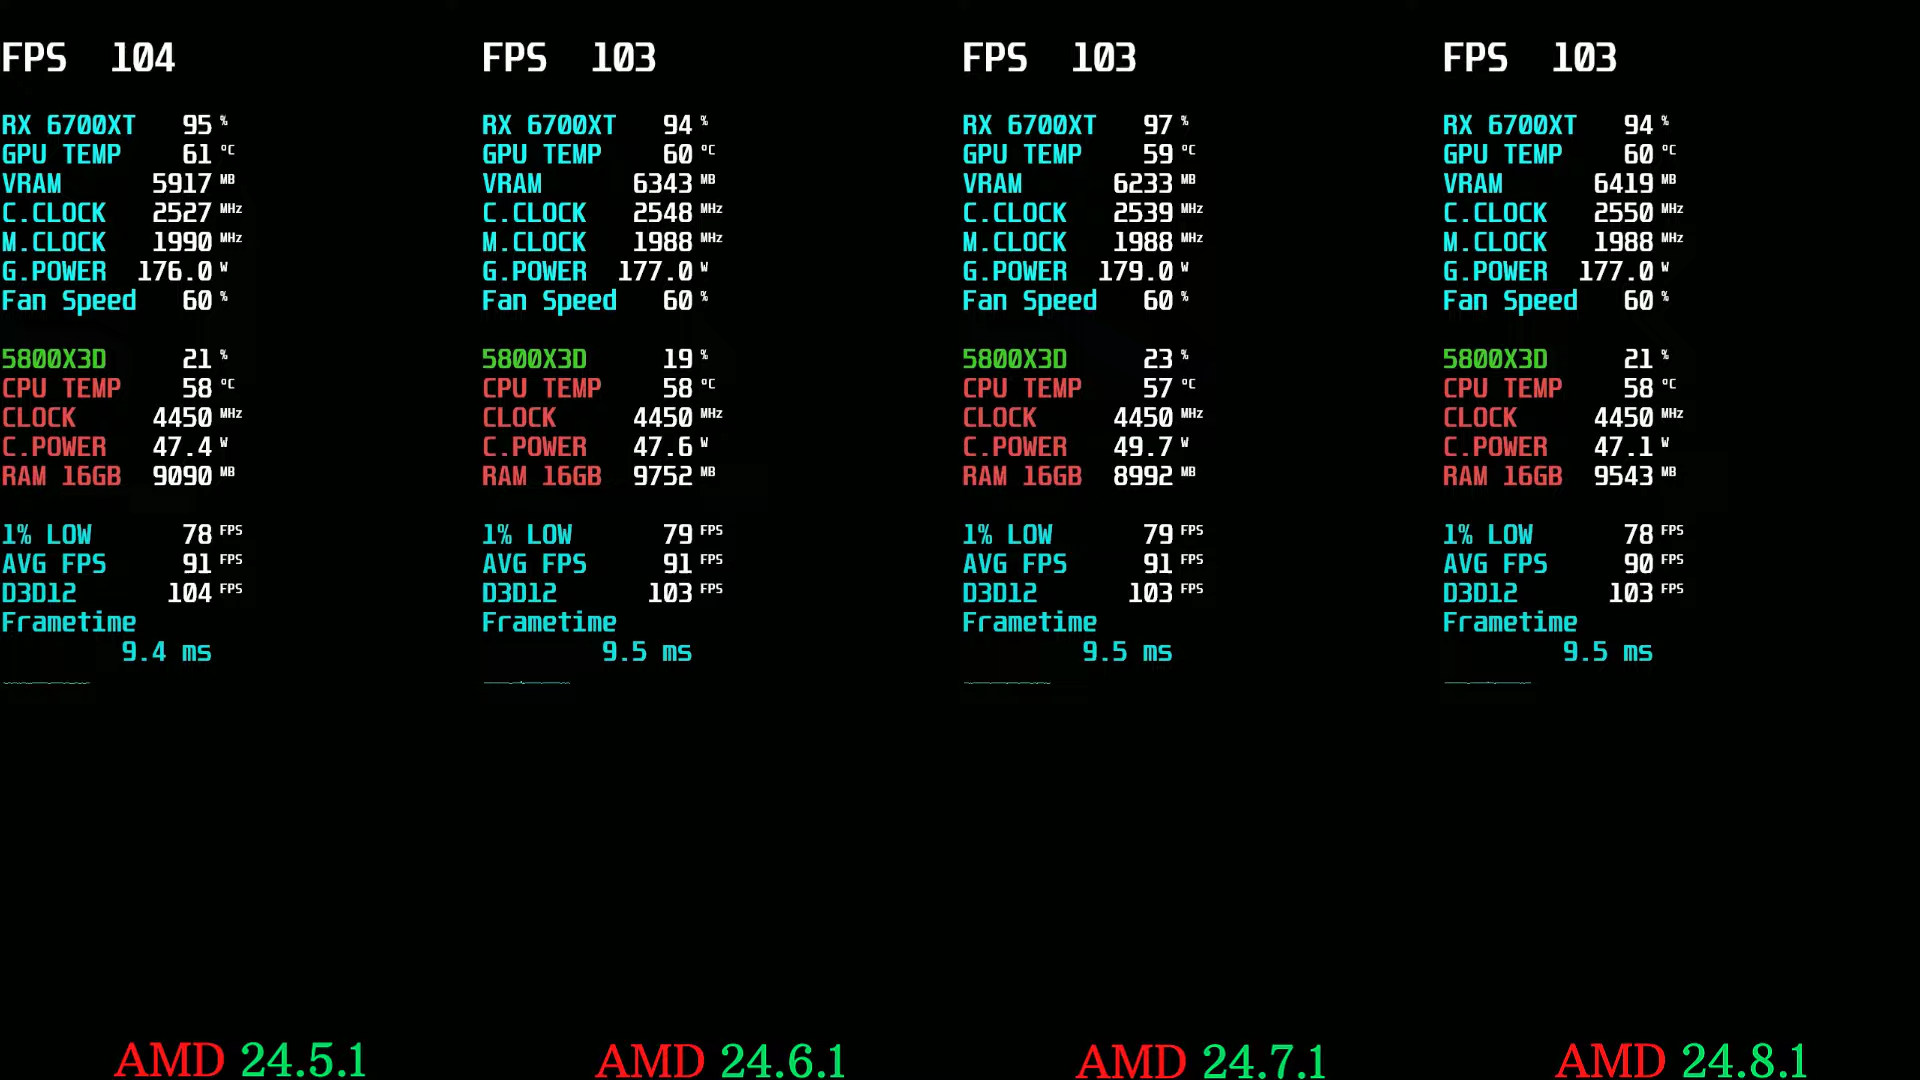 FPS 104
RX 6700XT 95 %
GPU TEMP 61 °C
VRAM 5917 MB
C.CLOCK 2527 MHz
M.CLOCK 1990 MHz
G.POWER 176.0 W
Fan Speed 60 %
5800X3D 21 %
CPU TEMP 58 °C
CLOCK 4450 MHz
C.POWER 47.4 W
RAM 16GB 9090 MB
1% LOW 78 FPS
AVG FPS 91 FPS
D3D12 104 FPS
Frametime
9.4 ms
AMD 24.5.1
FPS 103
RX 6700XT 94 %
GPU TEMP 60 °C
VRAM 6343 MB
C.CLOCK 2548 MHz
M.CLOCK 1988 MHz
G.POWER 177.0 W
Fan Speed 60 %
5800X3D 19 %
CPU TEMP 58 °C
CLOCK 4450 MHz
C.POWER 47.6 W
RAM 16GB 9752 MB
1% LOW 79 FPS
AVG FPS 91 FPS
D3D12 103 FPS
Frametime
9.5 ms
AMD 24.6.1
FPS 103
RX 6700XT 97 %
GPU TEMP 59 °C
VRAM 6233 MB
C.CLOCK 2539 MHz
M.CLOCK 1988 MHz
G.POWER 179.0 W
Fan Speed 60 %
5800X3D 23 %
CPU TEMP 57 °C
CLOCK 4450 MHz
C.POWER 49.7 W
RAM 16GB 8992 MB
1% LOW 79 FPS
AVG FPS 91 FPS
D3D12 103 FPS
Frametime
9.5 ms
AMD 24.7.1
FPS 103
RX 6700XT 94 %
GPU TEMP 60 °C
VRAM 6419 MB
C.CLOCK 2550 MHz
M.CLOCK 1988 MHz
G.POWER 177.0 W
Fan Speed 60 %
5800X3D 21 %
CPU TEMP 58 °C
CLOCK 4450 MHz
C.POWER 47.1 W
RAM 16GB 9543 MB
1% LOW 78 FPS
AVG FPS 90 FPS
D3D12 103 FPS
Frametime
9.5 ms
AMD 24.8.1